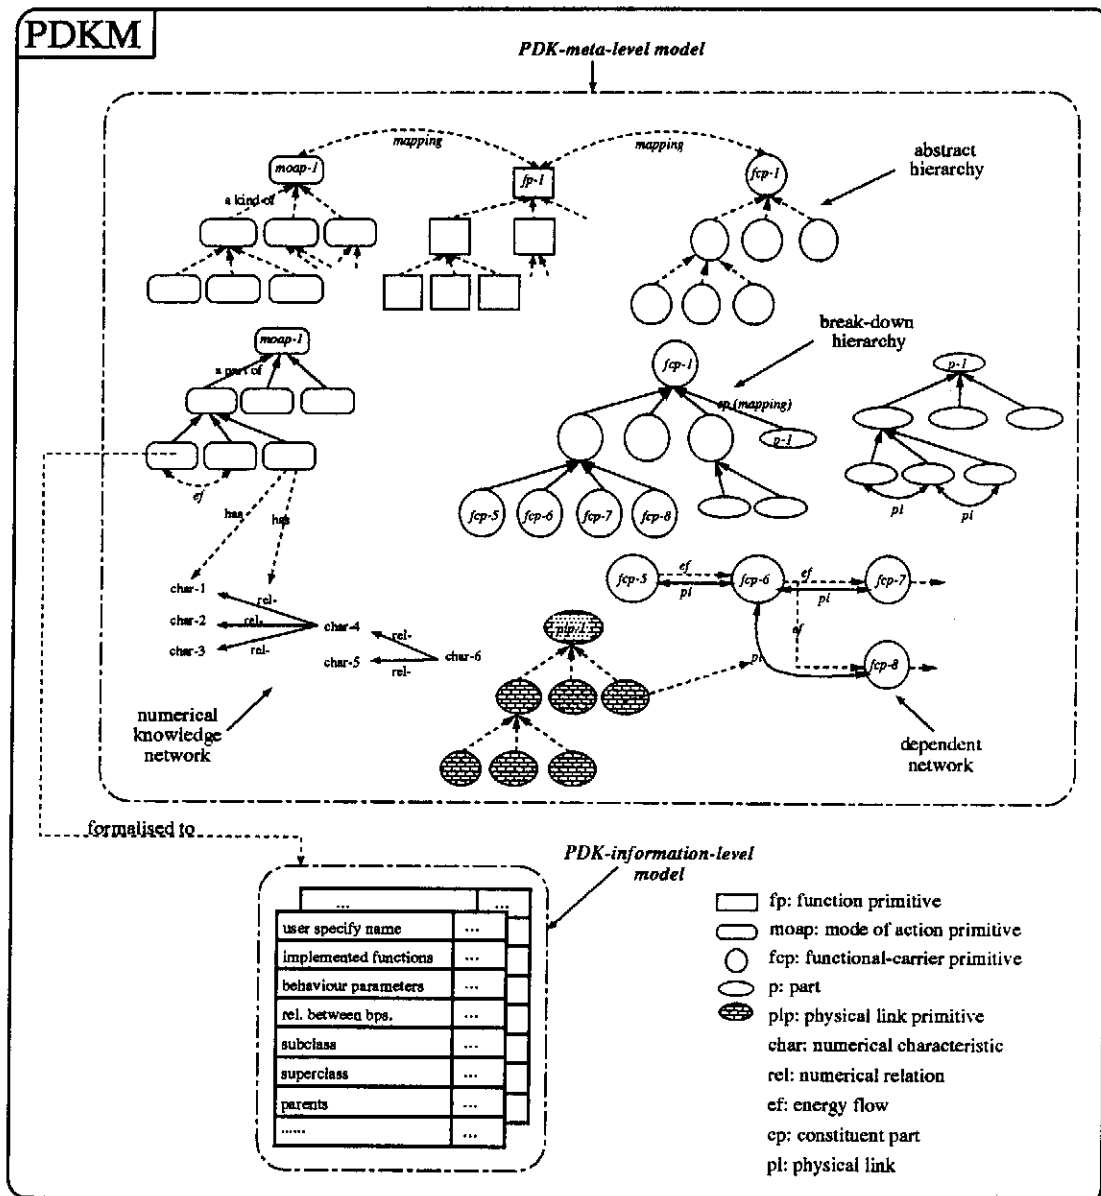 PDKM
PDK-meta-level model
mapping
mapping
moap-1
fp-1
fcp-1
abstract
hierarchy
a kind of
break-down
hierarchy
moap-1
a part of
fcp-1
p-1
cp (mapping)
p-1
ef
fcp-5
fcp-6
fcp-7
fcp-8
pl
pl
has
has
char-1
char-2
char-3
rel-
rel-
rel-
char-4
char-5
rel-
rel-
char-6
fcp-5
ef
pl
fcp-6
ef
pl
fcp-7
ef
pl
fcp-8
plp-1
numerical
knowledge
network
dependent
network
formalised to
PDK-information-level
model
... ...
user specify name ...
implemented functions ...
behaviour parameters ...
rel. between bps. ...
subclass ...
superclass ...
parents ...
...... ...
fp: function primitive
moap: mode of action primitive
fcp: functional-carrier primitive
p: part
plp: physical link primitive
char: numerical characteristic
rel: numerical relation
ef: energy flow
cp: constituent part
pl: physical link